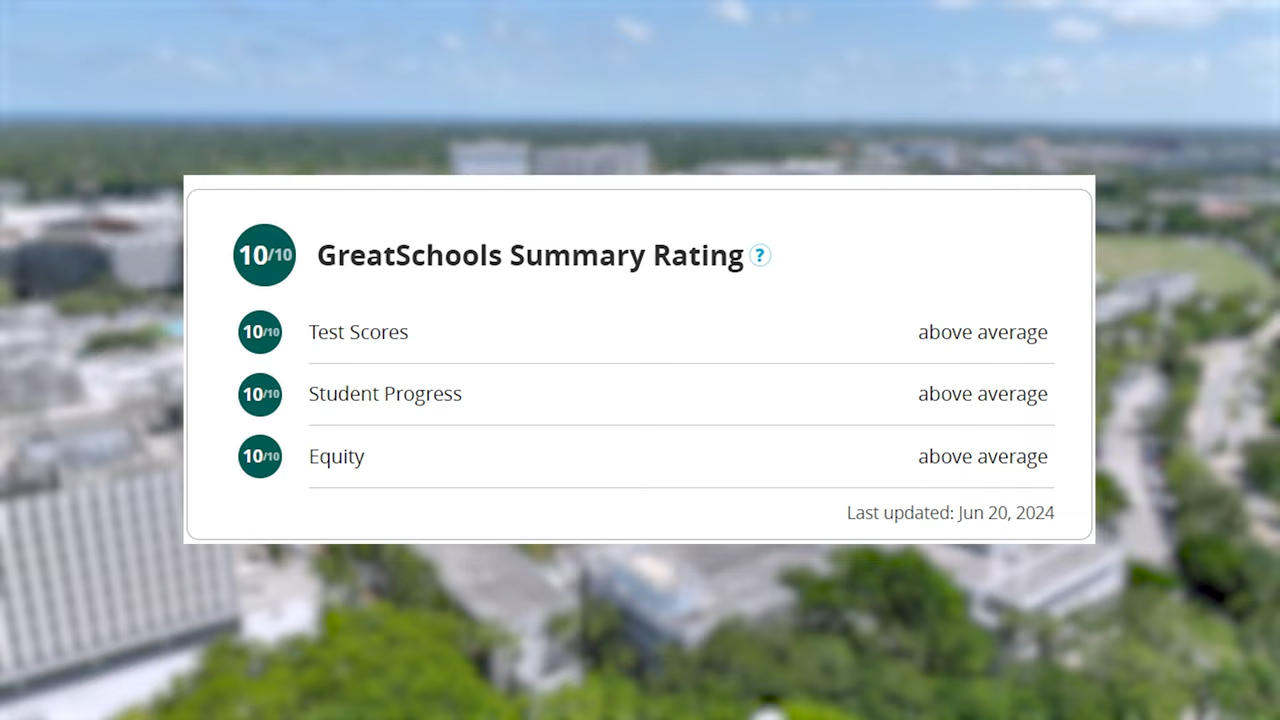 10/10 GreatSchools Summary Rating ?
10/10 Test Scores above average
10/10 Student Progress above average
10/10 Equity above average
Last updated: Jun 20, 2024